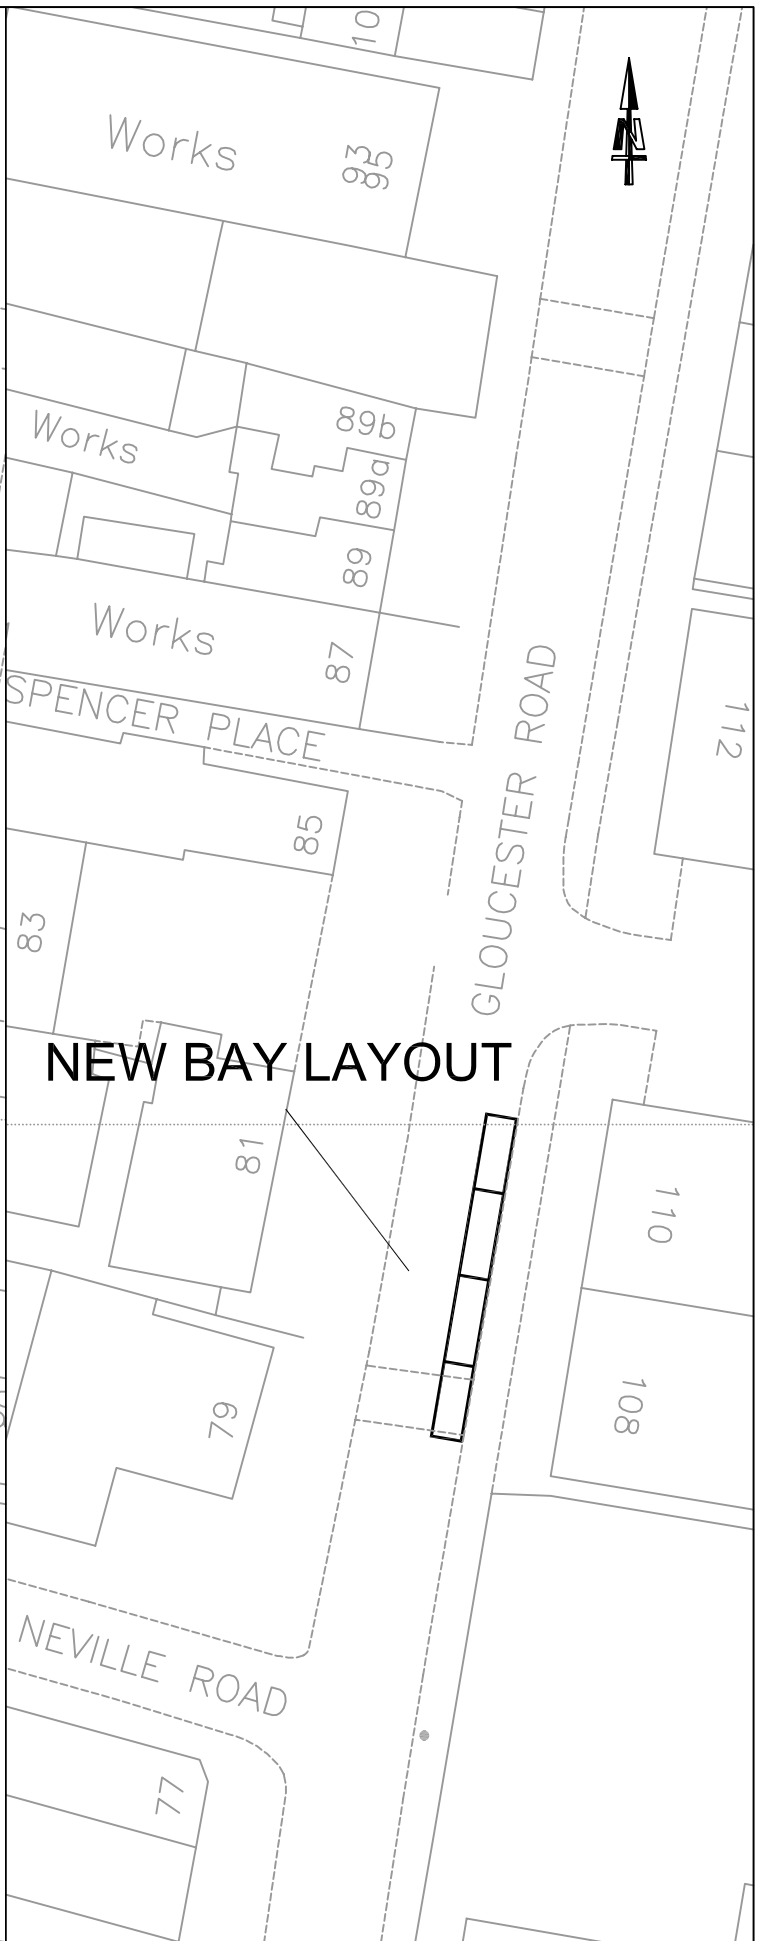 10
N
Works
93
95
89b
Works
89a
89
Works
87
GLOUCESTER ROAD
SPENCER PLACE
112
85
83
NEW BAY LAYOUT
81
110
108
79
NEVILLE ROAD
77